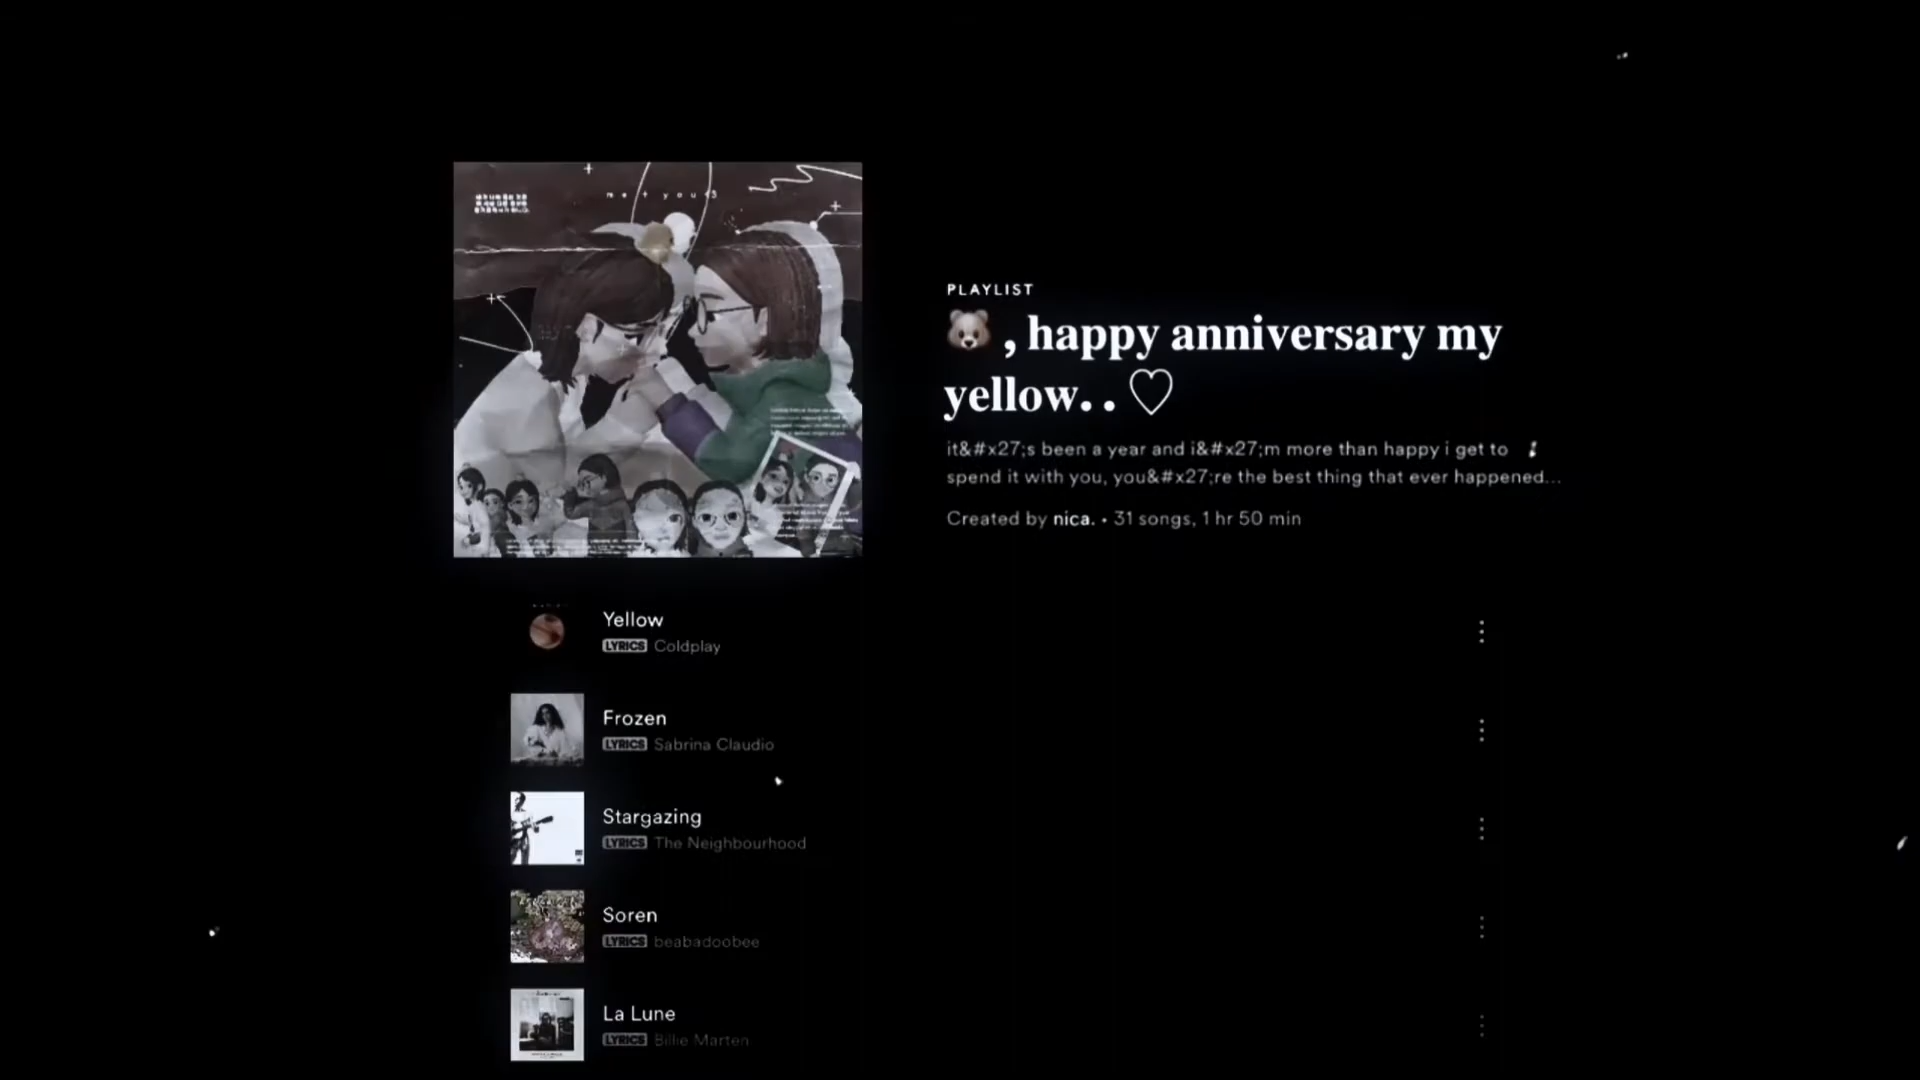 met you
PLAYLIST
🐻 , happy anniversary my
yellow. . ♡
it&#x27;s been a year and i&#x27;m more than happy i get to
spend it with you, you&#x27;re the best thing that ever happened...
Created by nica. • 31 songs, 1 hr 50 min
Yellow
LYRICS Coldplay
Frozen
LYRICS Sabrina Claudio
Stargazing
LYRICS The Neighbourhood
Soren
LYRICS beabadoobee
La Lune
LYRICS Billie Marten